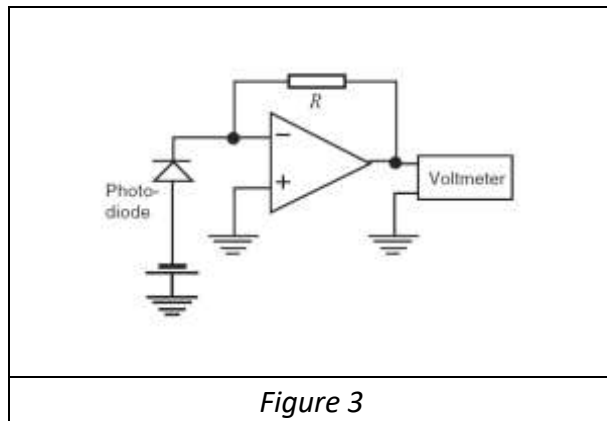 R
−
+
Voltmeter
Photo-
diode
Figure 3